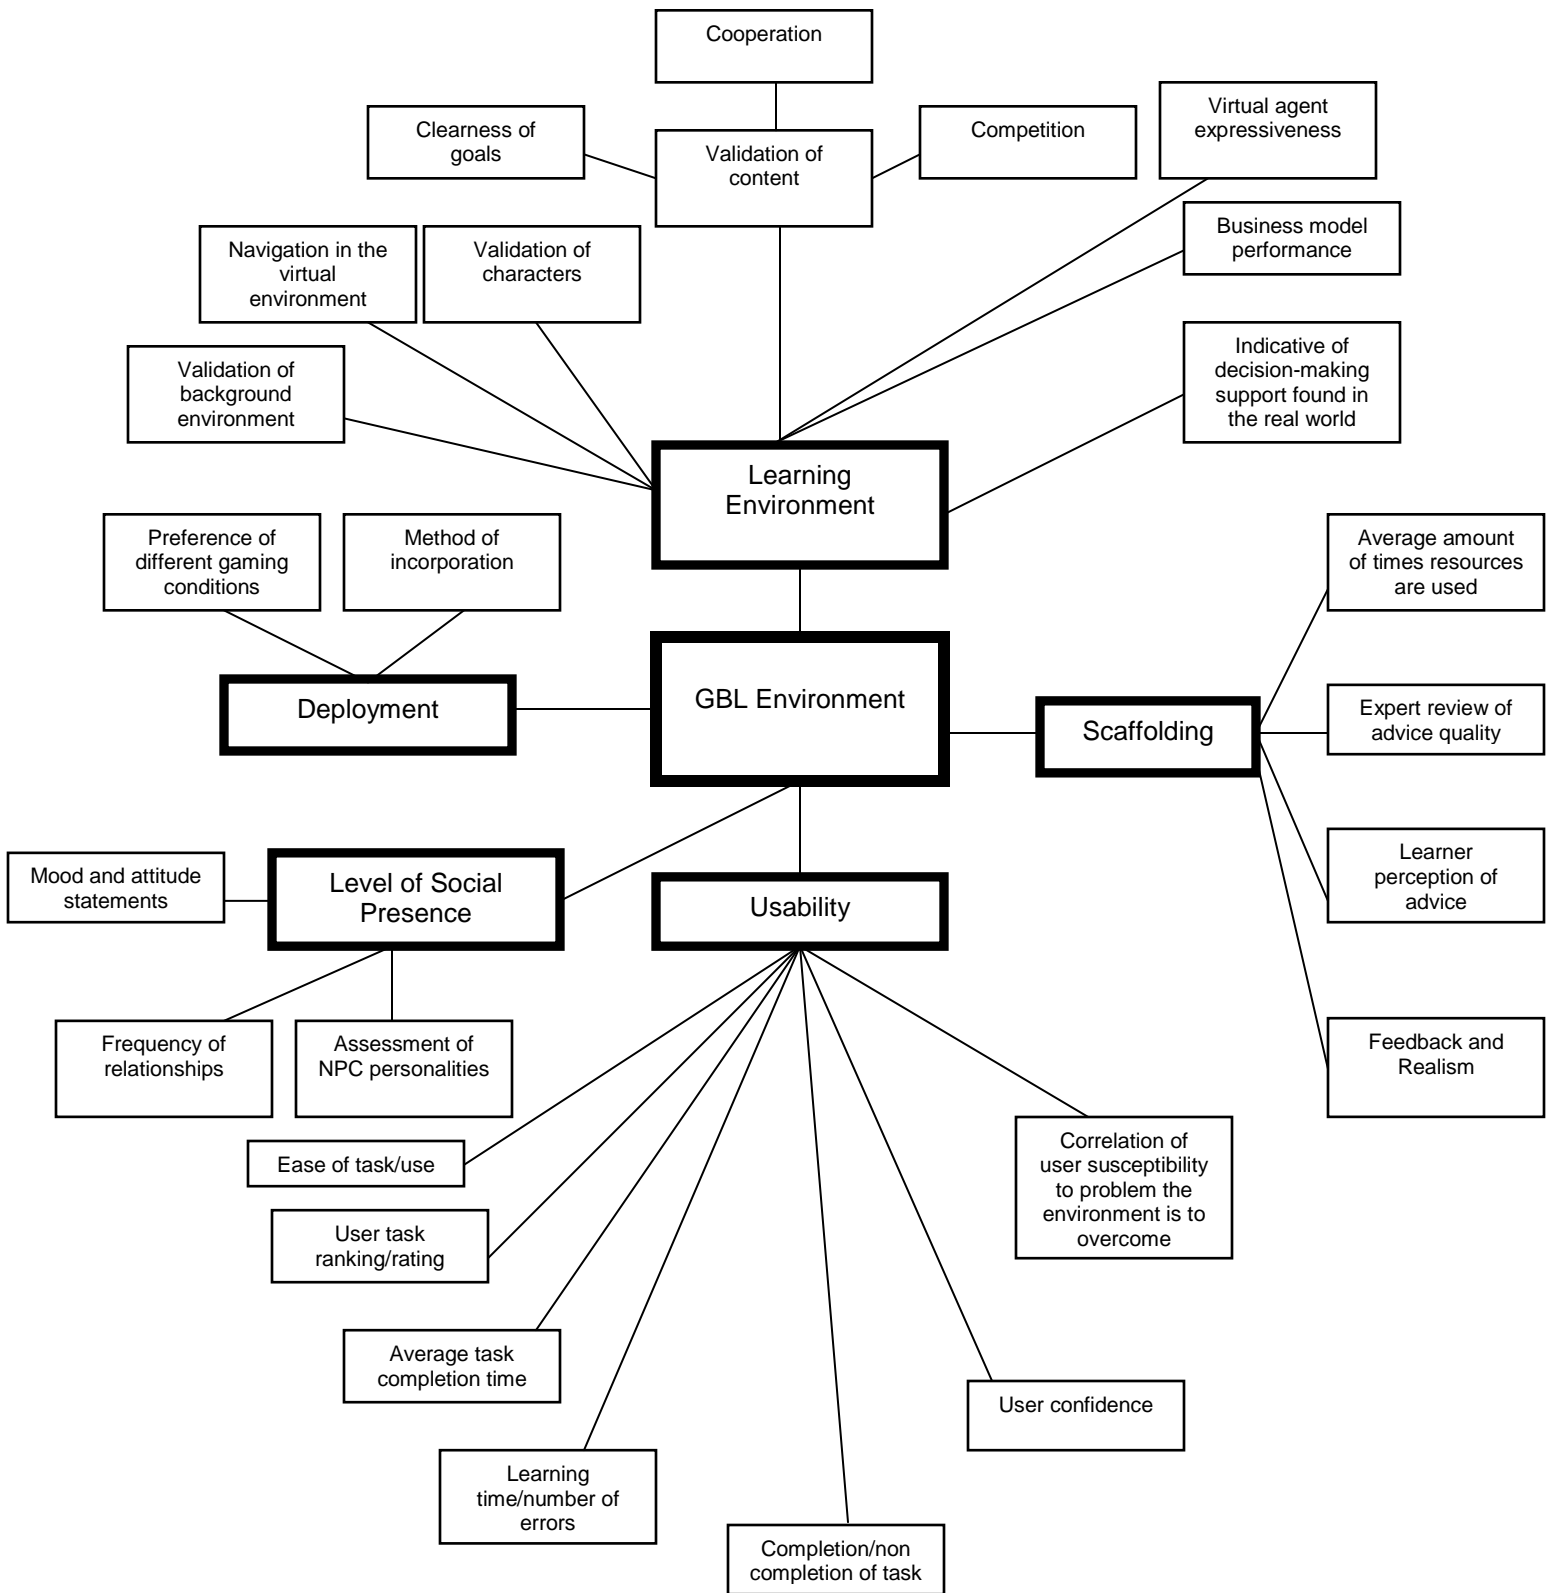 Cooperation
Clearness of
goals
Validation of
content
Competition
Virtual agent
expressiveness
Navigation in the
virtual
environment
Validation of
characters
Business model
performance
Validation of
background
environment
Indicative of
decision-making
support found in
the real world
Learning
Environment
Preference of
different gaming
conditions
Method of
incorporation
Average amount
of times resources
are used
Deployment
GBL Environment
Scaffolding
Expert review of
advice quality
Mood and attitude
statements
Level of Social
Presence
Usability
Learner
perception of
advice
Frequency of
relationships
Assessment of
NPC personalities
Feedback and
Realism
Ease of task/use
Correlation of
user susceptibility
to problem the
environment is to
overcome
User task
ranking/rating
Average task
completion time
User confidence
Learning
time/number of
errors
Completion/non
completion of task